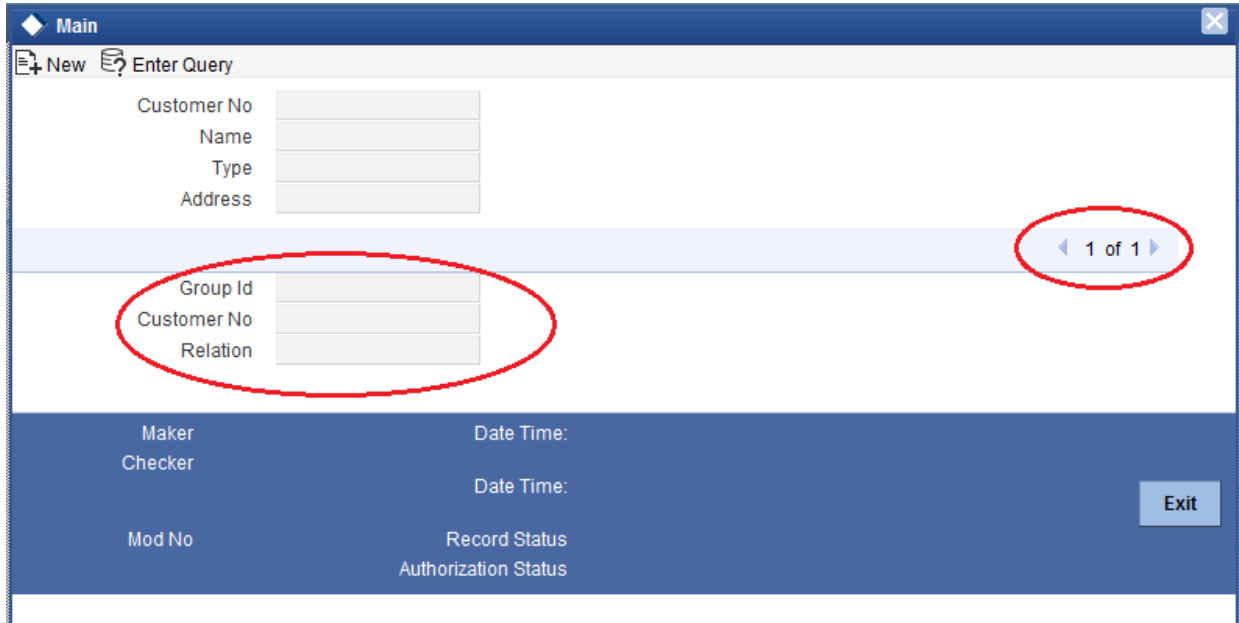 Main
New Enter Query
Customer No
Name
Type
Address
1 of 1
Group Id
Customer No
Relation
Maker Date Time:
Checker
Date Time:
Exit
Mod No Record Status
Authorization Status